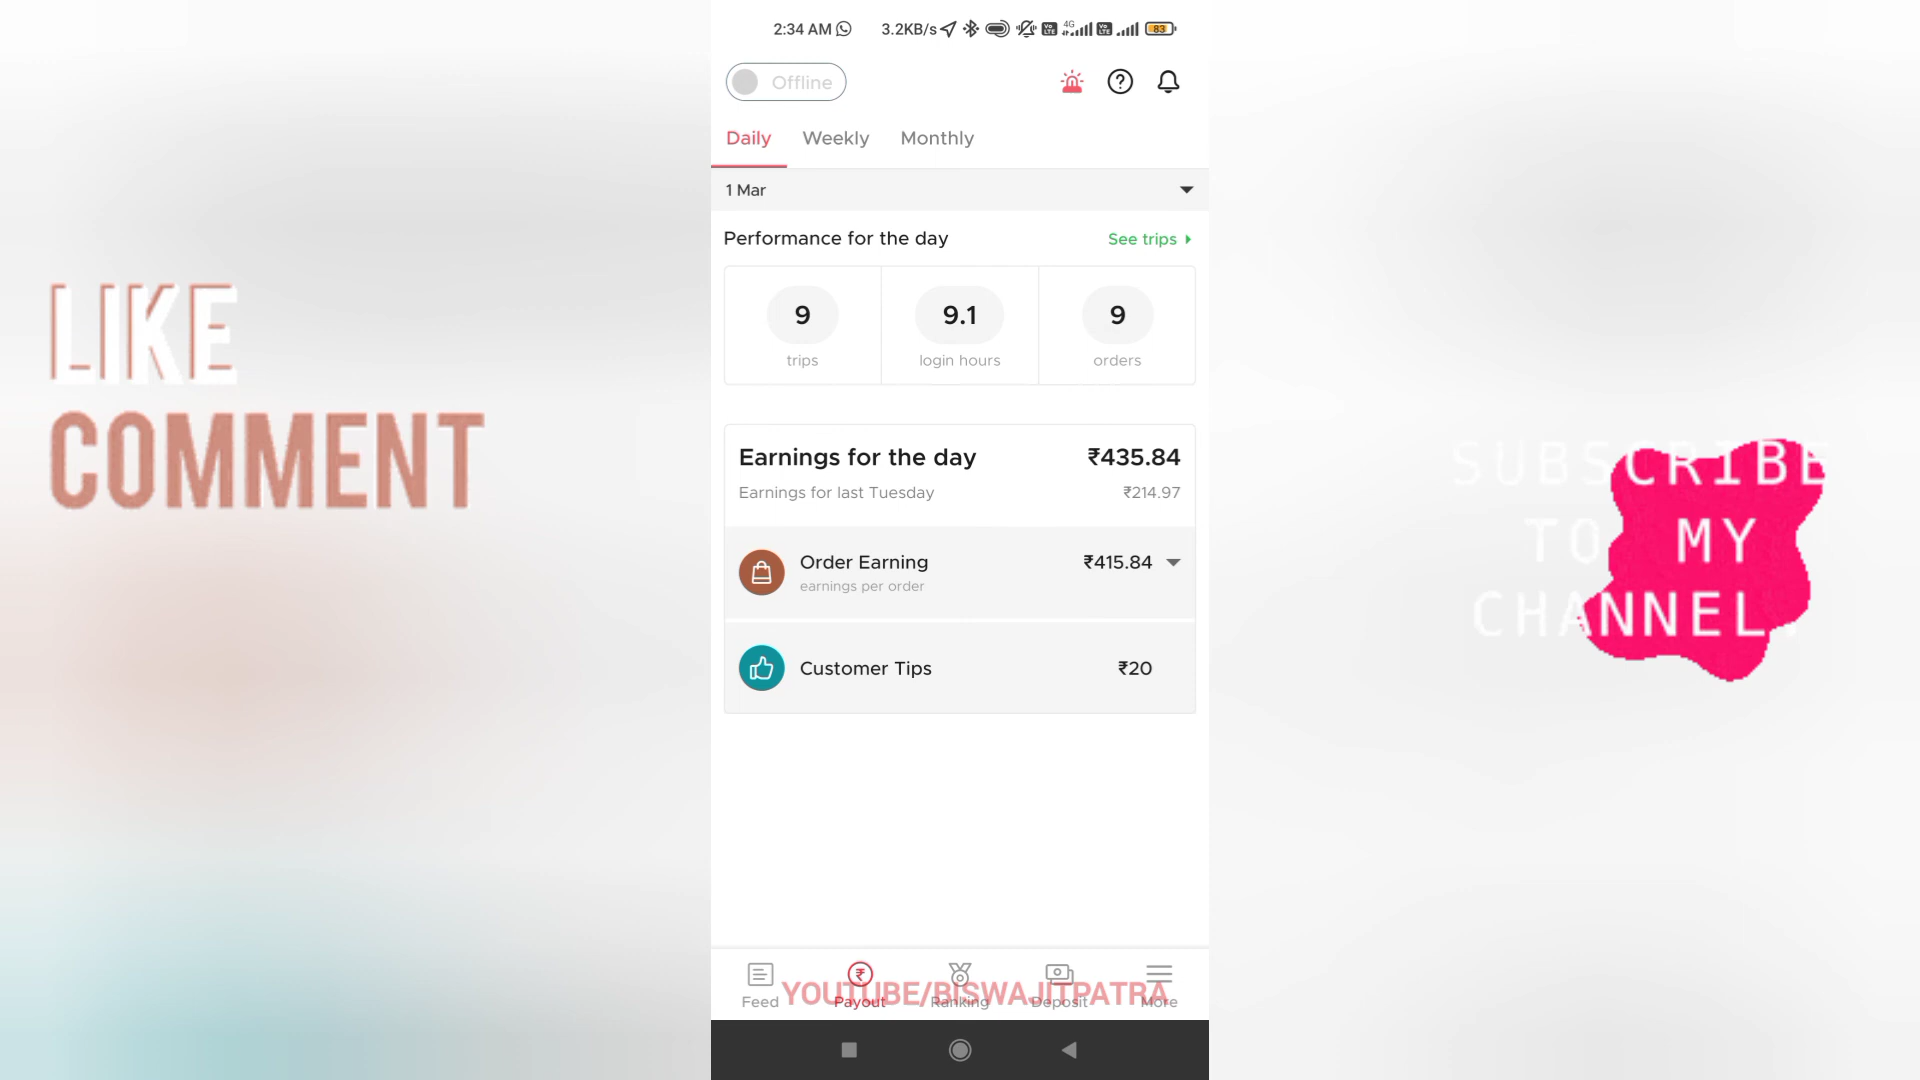 2:34 AM 3.2KB/s 4G 83
Offline
Daily Weekly Monthly
1 Mar
Performance for the day See trips
9 9.1 9
trips login hours orders
Earnings for the day ₹435.84
Earnings for last Tuesday ₹214.97
Order Earning ₹415.84
earnings per order
Customer Tips ₹20
Feed Payout Ranking Deposit More
YOUTUBE/BISWAJITPATRA
LIKE
COMMENT
SUBSCRIBE
TO MY
CHANNEL.